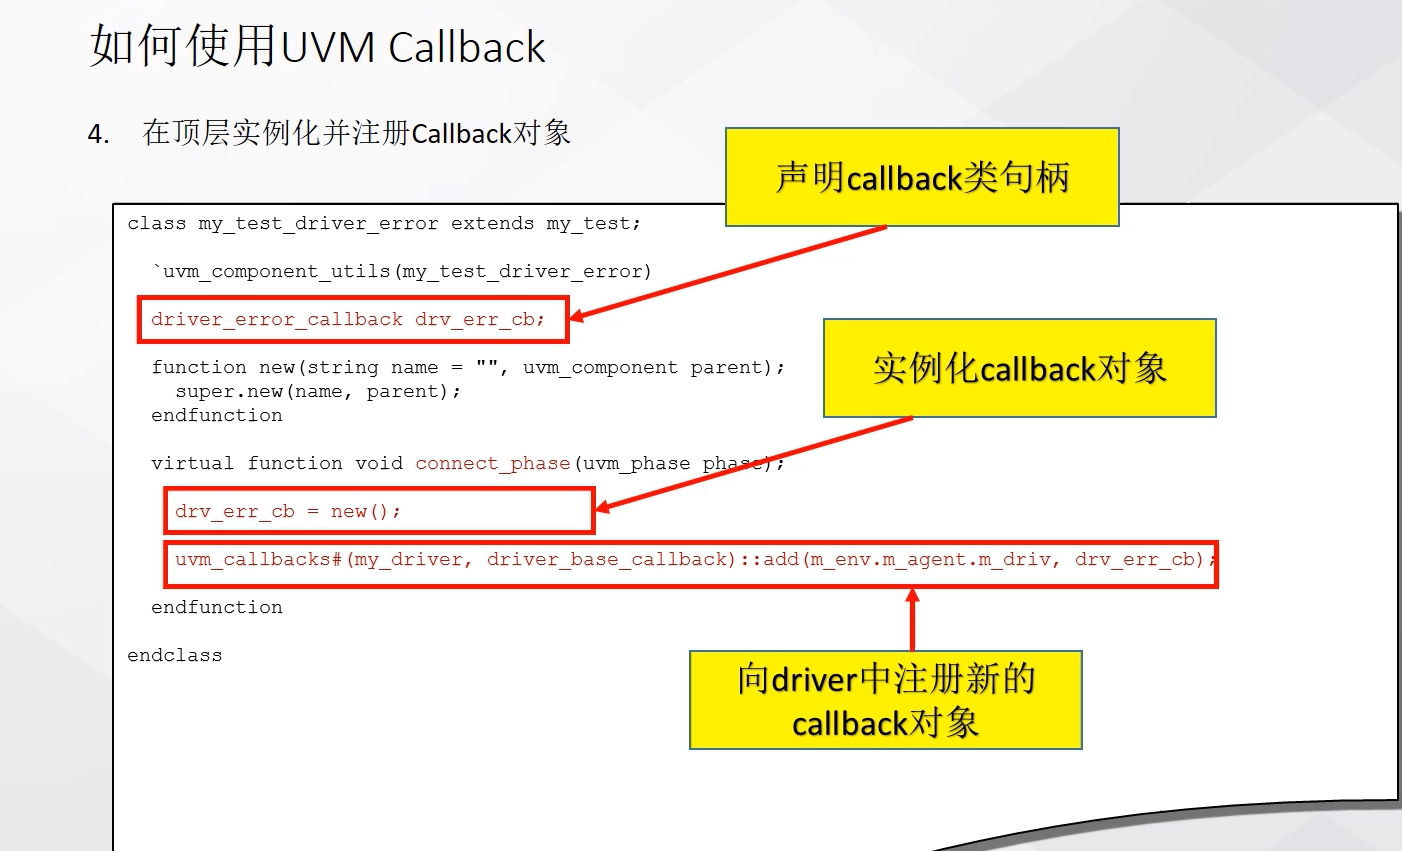 如何使用UVM Callback
4. 在顶层实例化并注册Callback对象
声明callback类句柄
class my_test_driver_error extends my_test;
`uvm_component_utils(my_test_driver_error)
driver_error_callback drv_err_cb;
function new(string name = "", uvm_component parent);
super.new(name, parent);
endfunction
实例化callback对象
virtual function void connect_phase(uvm_phase phase);
drv_err_cb = new();
uvm_callbacks#(my_driver, driver_base_callback)::add(m_env.m_agent.m_driv, drv_err_cb);
endfunction
endclass
向driver中注册新的
callback对象